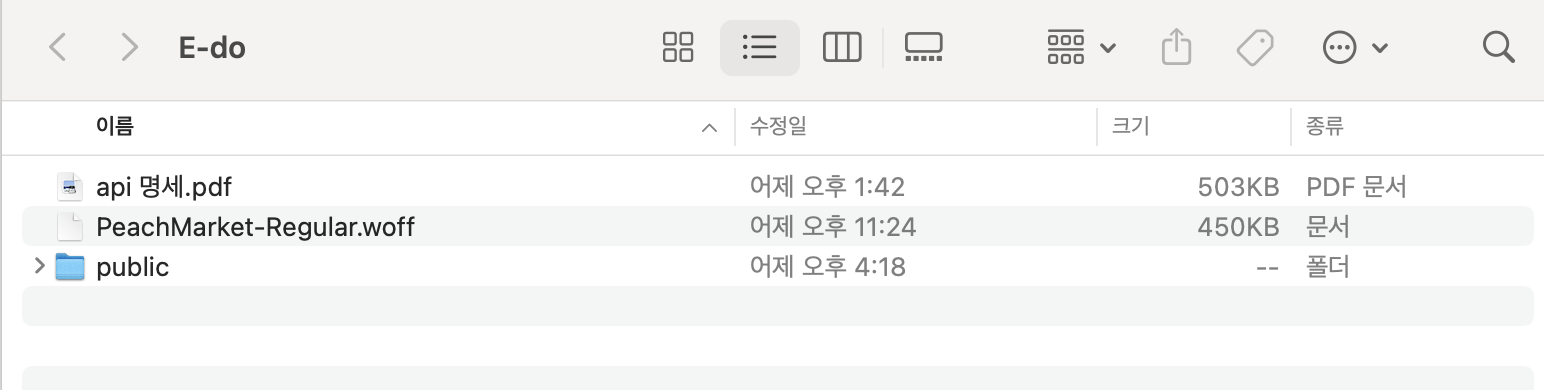 E-do
이름 수정일 크기 종류
api 명세.pdf 어제 오후 1:42 503KB PDF 문서
PeachMarket-Regular.woff 어제 오후 11:24 450KB 문서
public 어제 오후 4:18 -- 폴더